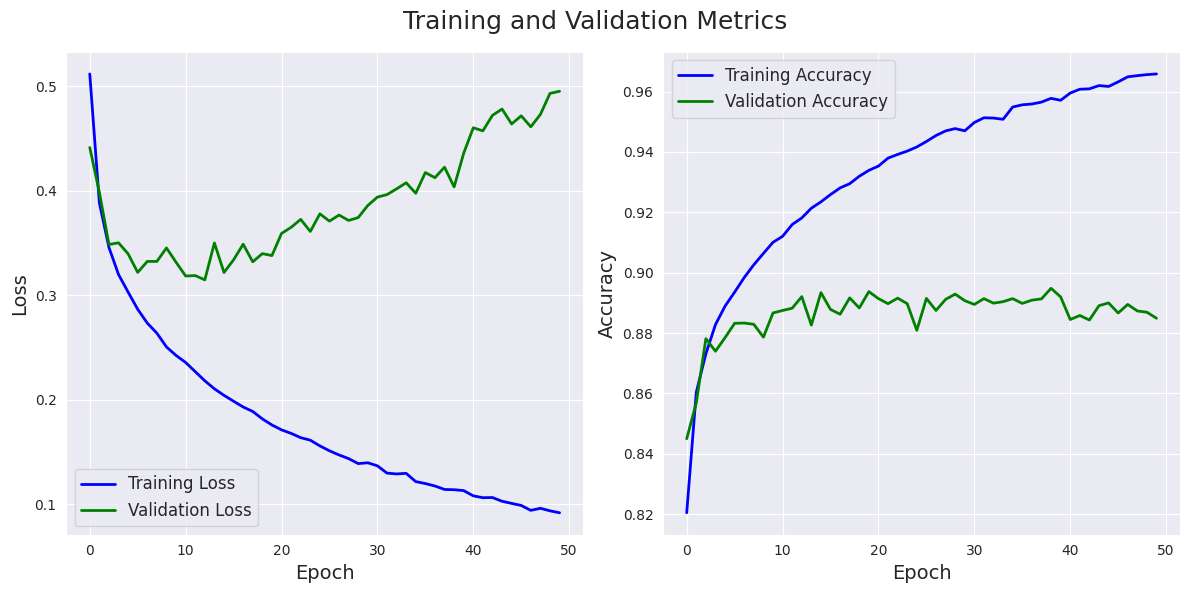 Training and Validation Metrics
Loss
0.5
0.4
0.3
0.2
0.1
Training Loss
Validation Loss
0
10
20
30
40
50
Epoch
Accuracy
0.96
0.94
0.92
0.90
0.88
0.86
0.84
0.82
Training Accuracy
Validation Accuracy
0
10
20
30
40
50
Epoch